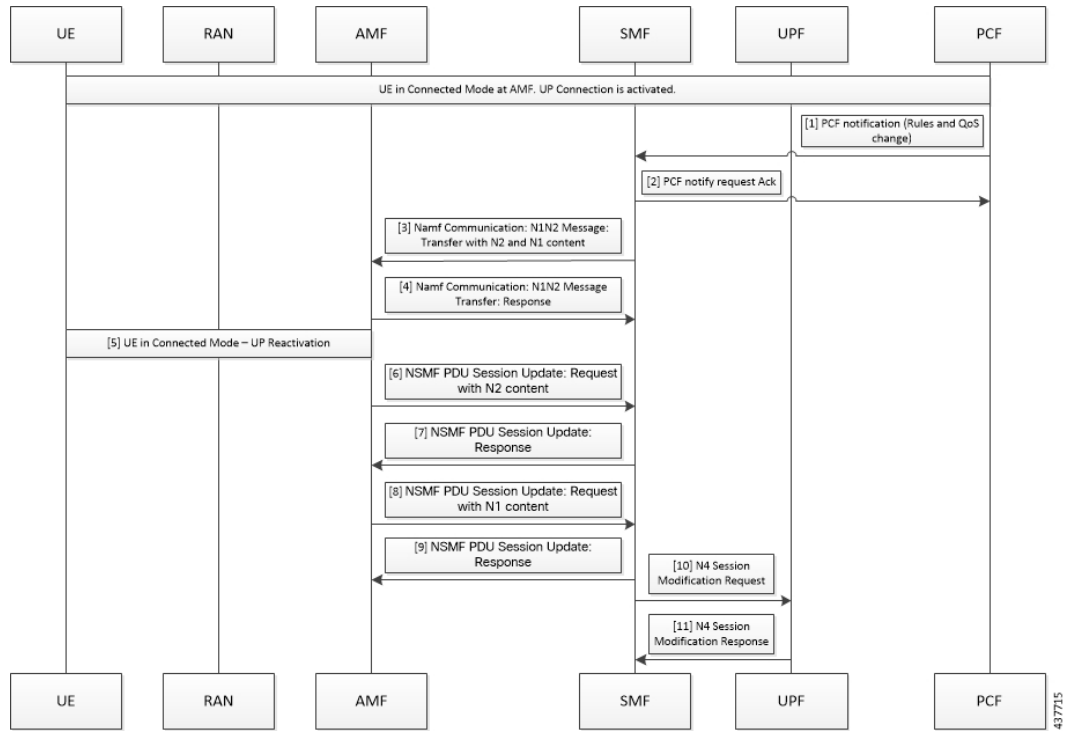 UE RAN AMF SMF UPF PCF
UE in Connected Mode at AMF. UP Connection is activated.
[1] PCF notification (Rules and QoS
change)
[2] PCF notify request Ack
[3] Namf Communication: N1N2 Message:
Transfer with N2 and N1 content
[4] Namf Communication: N1N2 Message
Transfer: Response
[5] UE in Connected Mode – UP Reactivation
[6] NSMF PDU Session Update: Request
with N2 content
[7] NSMF PDU Session Update:
Response
[8] NSMF PDU Session Update: Request
with N1 content
[9] NSMF PDU Session Update:
Response
[10] N4 Session
Modification Request
[11] N4 Session
Modification Response
UE RAN AMF SMF UPF PCF
437715